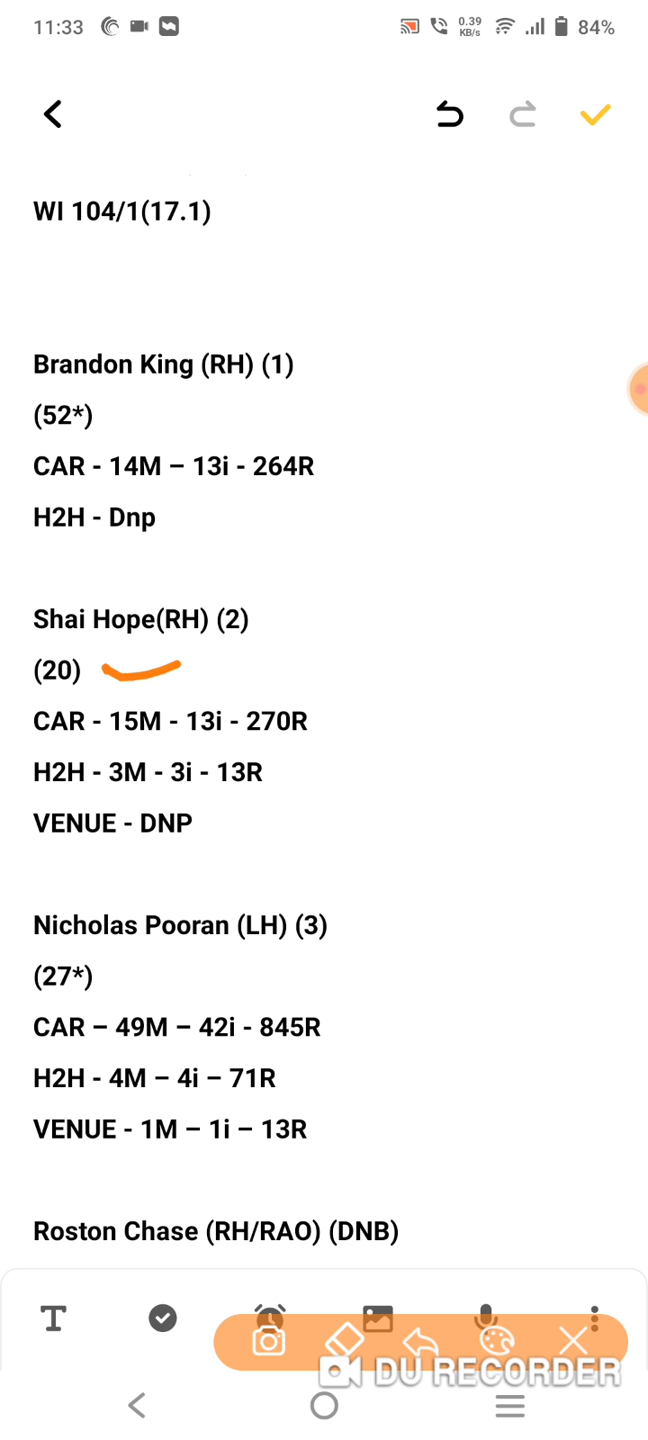 11:33
0.39
KB/s
84%
WI 104/1(17.1)
Brandon King (RH) (1)
(52*)
CAR - 14M – 13i - 264R
H2H - Dnp
Shai Hope(RH) (2)
(20)
CAR - 15M - 13i - 270R
H2H - 3M - 3i - 13R
VENUE - DNP
Nicholas Pooran (LH) (3)
(27*)
CAR – 49M – 42i - 845R
H2H - 4M – 4i – 71R
VENUE - 1M – 1i – 13R
Roston Chase (RH/RAO) (DNB)
T
DU RECORDER